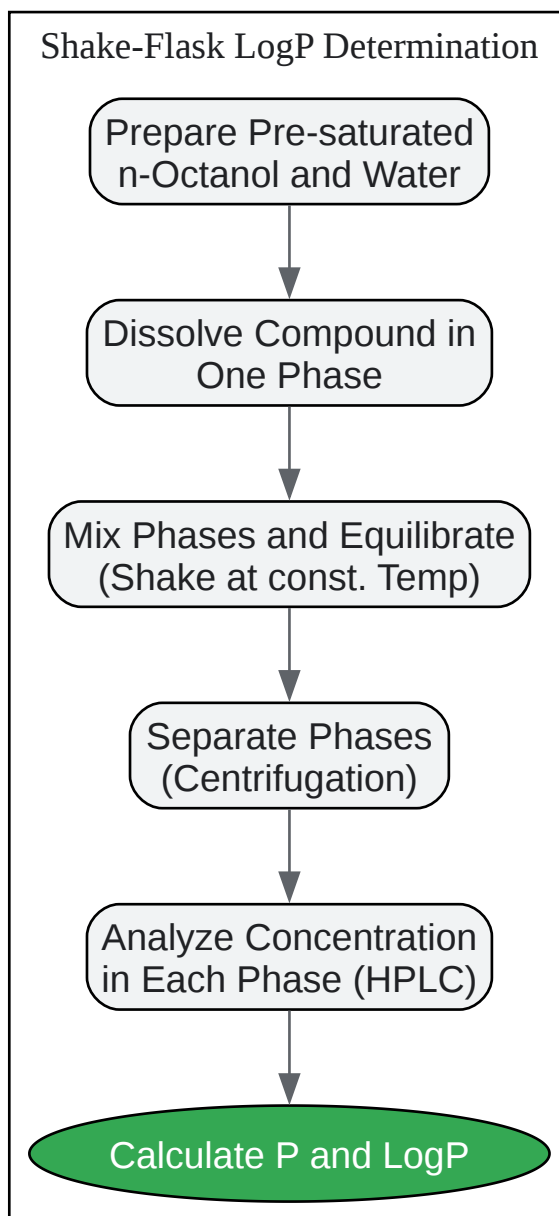 Shake-Flask LogP Determination
Prepare Pre-saturated
n-Octanol and Water
Dissolve Compound in
One Phase
Mix Phases and Equilibrate
(Shake at const. Temp)
Separate Phases
(Centrifugation)
Analyze Concentration
in Each Phase (HPLC)
Calculate P and LogP